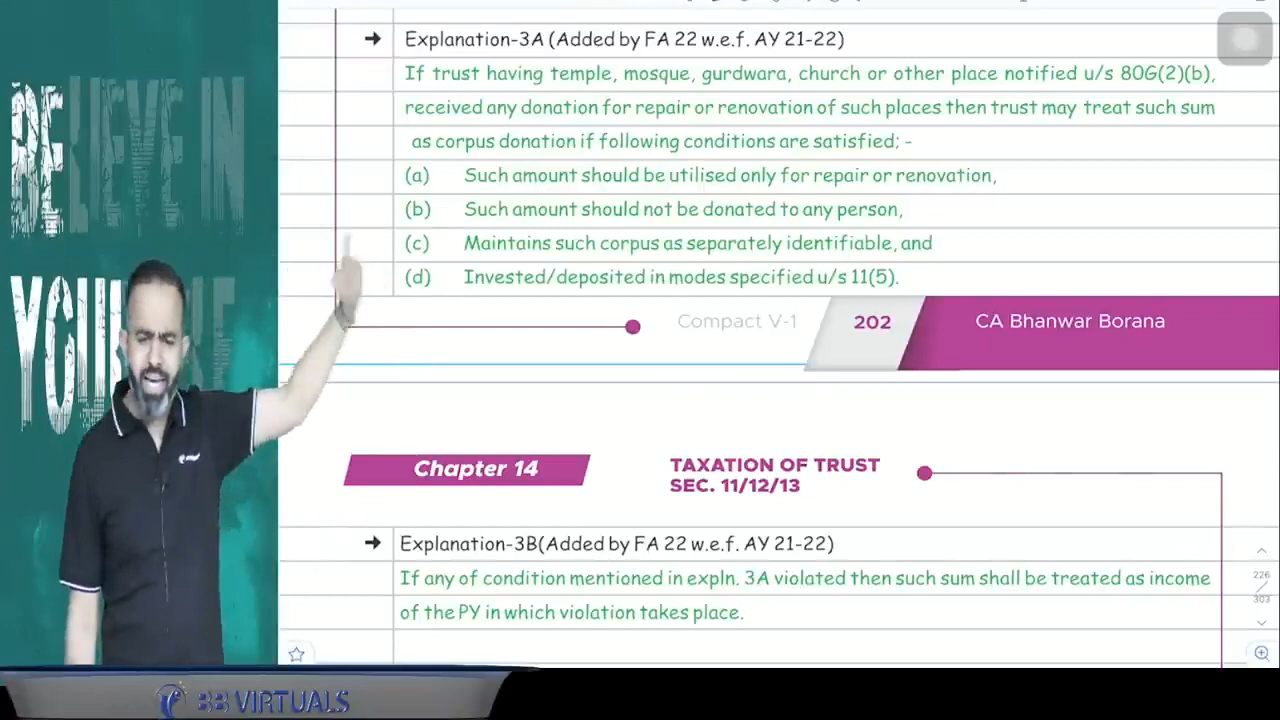 BELIEVE IN
→ Explanation-3A (Added by FA 22 w.e.f. AY 21-22)
If trust having temple, mosque, gurdwara, church or other place notified u/s 80G(2)(b),
received any donation for repair or renovation of such places then trust may treat such sum
as corpus donation if following conditions are satisfied; -
(a) Such amount should be utilised only for repair or renovation,
(b) Such amount should not be donated to any person,
(c) Maintains such corpus as separately identifiable, and
(d) Invested/deposited in modes specified u/s 11(5).
Compact V-1 202 CA Bhanwar Borana
Chapter 14
TAXATION OF TRUST
SEC. 11/12/13
→ Explanation-3B(Added by FA 22 w.e.f. AY 21-22)
If any of condition mentioned in expln. 3A violated then such sum shall be treated as income
of the PY in which violation takes place.
226
303
BB VIRTUALS